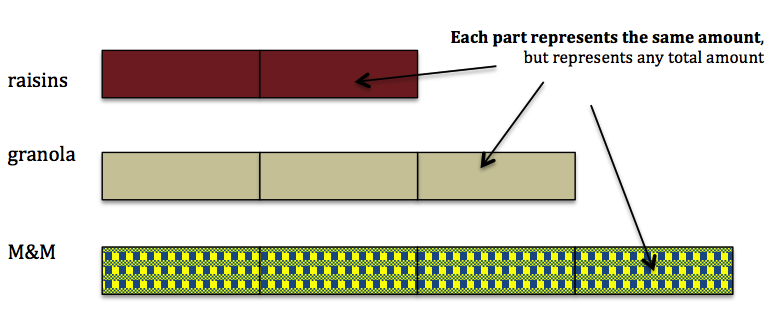 Each part represents the same amount,
but represents any total amount
raisins
granola
M&M